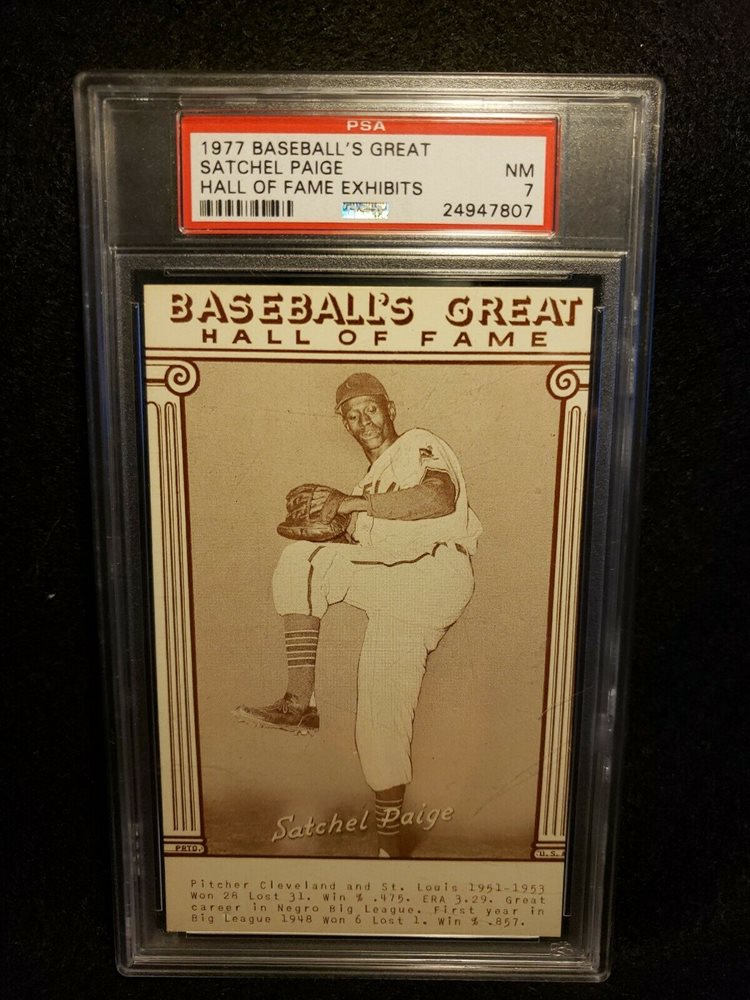 PSA
1977 BASEBALL'S GREAT
SATCHEL PAIGE NM
HALL OF FAME EXHIBITS 7
24947807
BASEBALL'S GREAT
HALL OF FAME
Satchel Paige
PRTD. U.S.A
Pitcher Cleveland and St. Louis 1951-1953
Won 28 Lost 31. Win % .475. ERA 3.29. Great
career in Negro Big League. First year in
Big League 1948 Won 6 Lost 1. Win % .857.